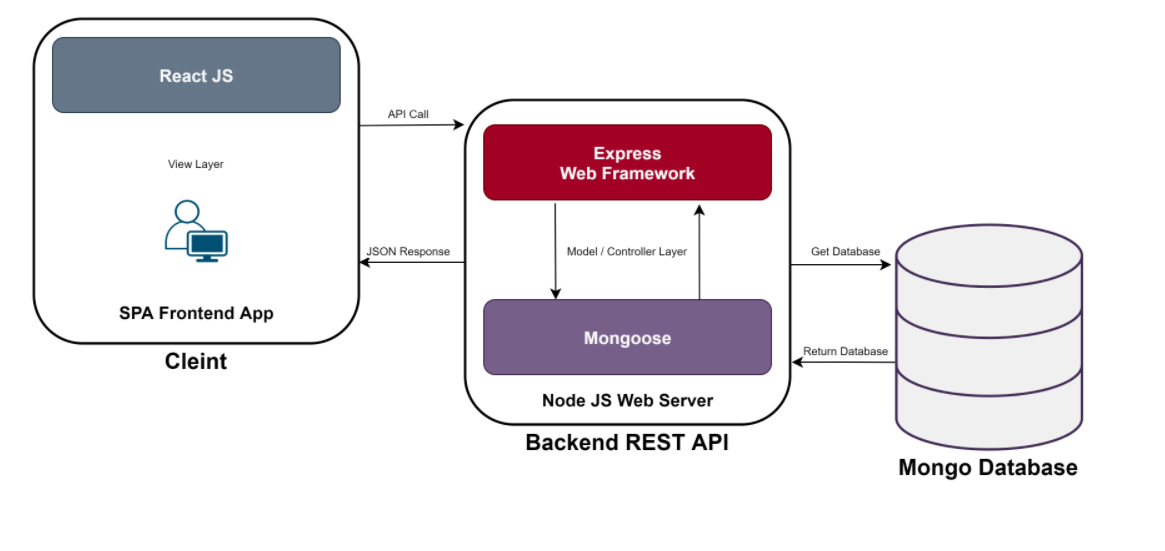 React JS
View Layer
SPA Frontend App
Cleint
API Call
JSON Response
Express
Web Framework
Model / Controller Layer
Mongoose
Node JS Web Server
Backend REST API
Get Database
Return Database
Mongo Database